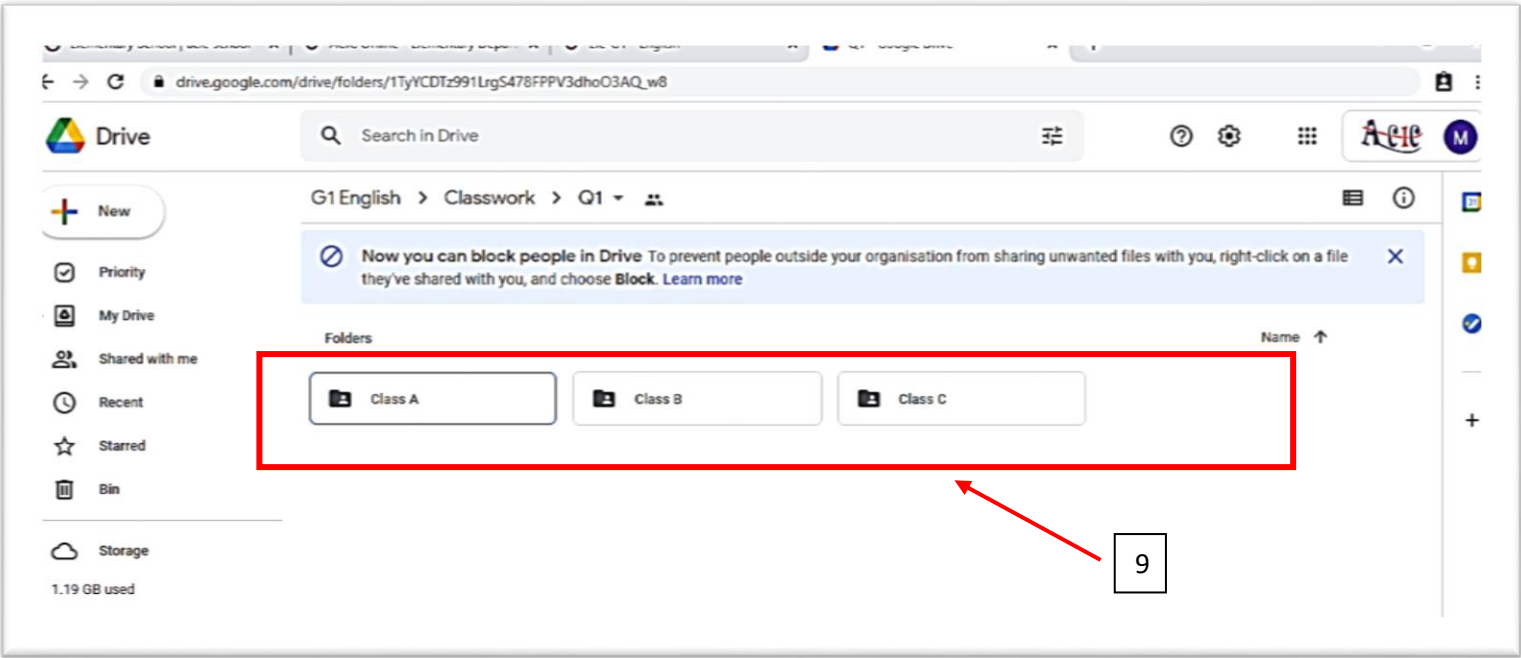 drive.google.com/drive/folders/1TyYCDTz991LrgS478FPPV3dhoO3AQ_w8
Drive
Search in Drive
M
New
G1 English > Classwork > Q1
Now you can block people in Drive To prevent people outside your organisation from sharing unwanted files with you, right-click on a file
they've shared with you, and choose Block. Learn more
Priority
My Drive
Shared with me
Recent
Starred
Bin
Storage
1.19 GB used
Folders
Name
Class A
Class B
Class C
9